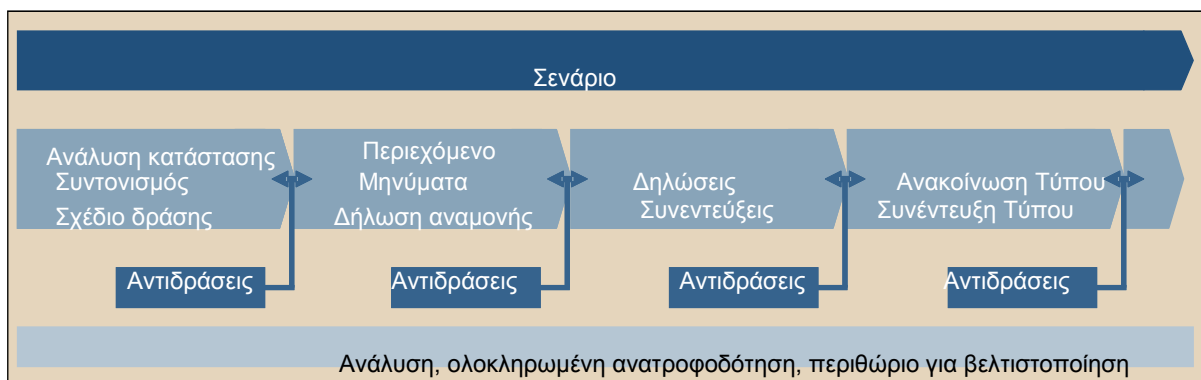 Σενάριο
Ανάλυση κατάστασης
Συντονισμός
Σχέδιο δράσης
Περιεχόμενο
Μηνύματα
Δήλωση αναμονής
Δηλώσεις
Συνεντεύξεις
Ανακοίνωση Τύπου
Συνέντευξη Τύπου
Αντιδράσεις
Αντιδράσεις
Αντιδράσεις
Αντιδράσεις
Ανάλυση, ολοκληρωμένη ανατροφοδότηση, περιθώριο για βελτιστοποίηση